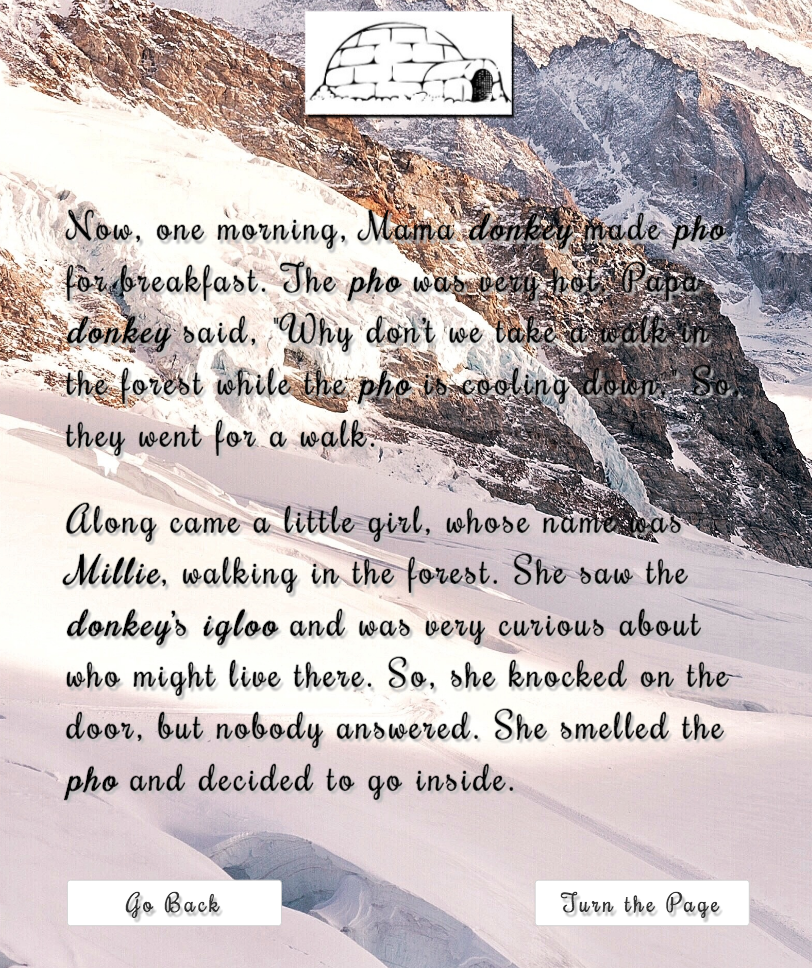 Now, one morning, Mama donkey made pho
for breakfast. The pho was very hot. Papa
donkey said, "Why don't we take a walk in
the forest while the pho is cooling down." So,
they went for a walk.
Along came a little girl, whose name was
Millie, walking in the forest. She saw the
donkey's igloo and was very curious about
who might live there. So, she knocked on the
door, but nobody answered. She smelled the
pho and decided to go inside.
Go Back
Turn the Page